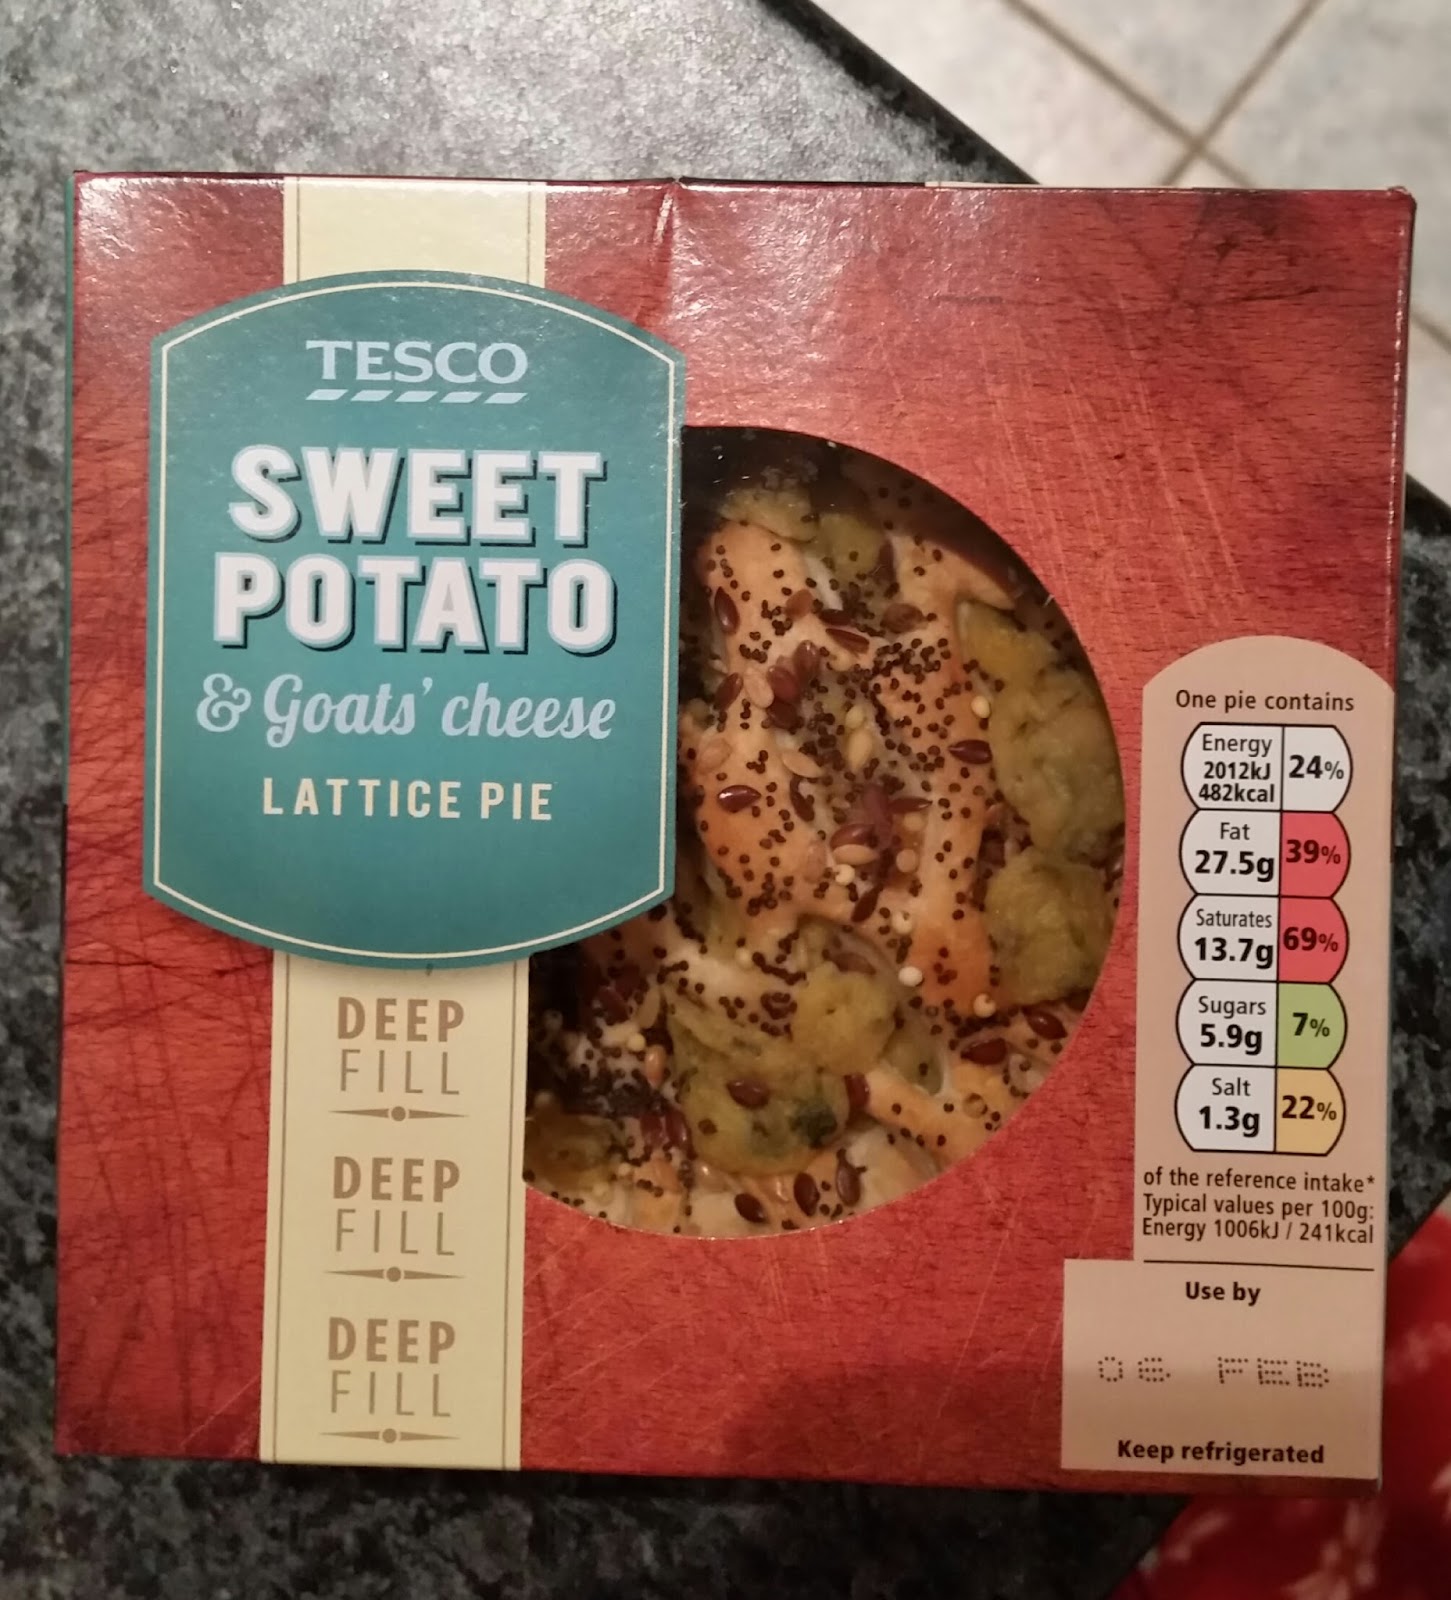 TESCO
SWEET
POTATO
& Goats' cheese
LATTICE PIE
DEEP
FILL
DEEP
FILL
DEEP
FILL
One pie contains
Energy
2012kJ
482kcal
24%
Fat
27.5g
39%
Saturates
13.7g
69%
Sugars
5.9g
7%
Salt
1.3g
22%
of the reference intake*
Typical values per 100g:
Energy 1006kJ / 241kcal
Use by
06 FEB
Keep refrigerated